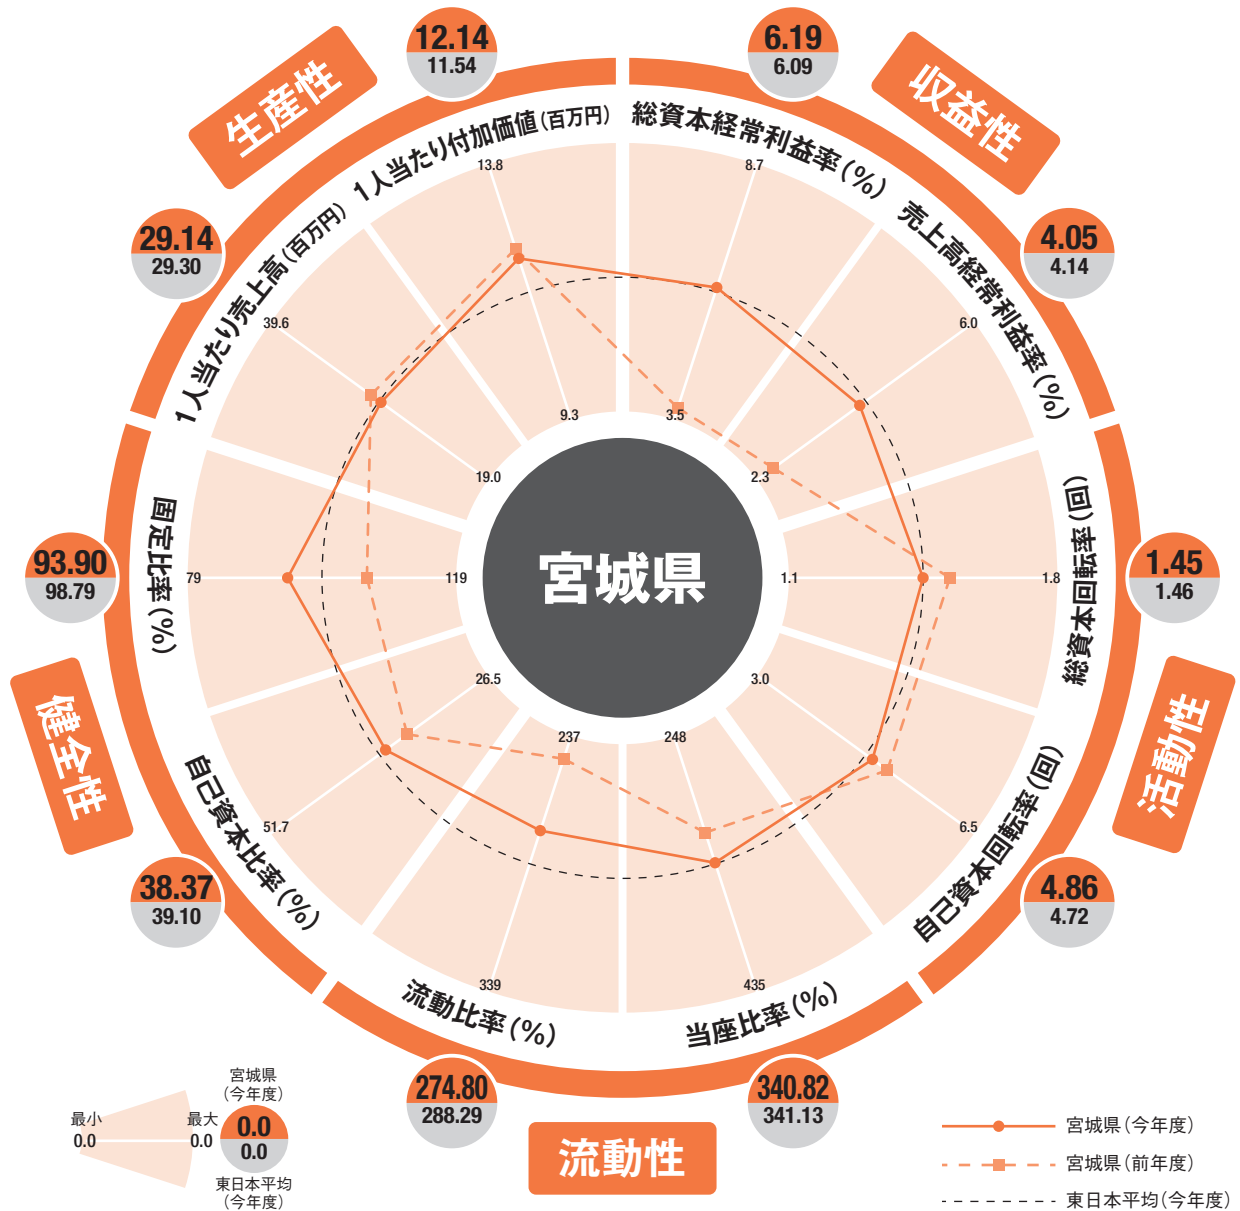 宮城県
収益性
総資本経常利益率(%)
6.19
6.09
8.7
3.5
売上高経常利益率(%)
4.05
4.14
6.0
2.3
活動性
総資本回転率(回)
1.45
1.46
1.8
1.1
自己資本回転率(回)
4.86
4.72
6.5
3.0
流動性
当座比率(%)
340.82
341.13
435
248
流動比率(%)
274.80
288.29
339
237
健全性
自己資本比率(%)
38.37
39.10
51.7
26.5
固定比率(%)
93.90
98.79
79
119
生産性
1人当たり売上高(百万円)
29.14
29.30
39.6
19.0
1人当たり付加価値(百万円)
12.14
11.54
13.8
9.3
最小
0.0
最大
0.0
宮城県
(今年度)
0.0
0.0
東日本平均
(今年度)
宮城県(今年度)
宮城県(前年度)
東日本平均(今年度)